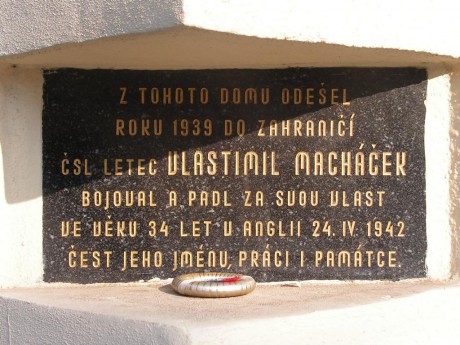 Z TOHOTO DOMU ODEŠEL
ROKU 1939 DO ZAHRANIČÍ
ČSL LETEC VLASTIMIL MACHÁČEK
BOJOVAL A PADL ZA SVOU VLAST
VE VĚKU 34 LET V ANGLII 24. IV. 1942
ČEST JEHO JMÉNU, PRÁCI I PAMÁTCE.